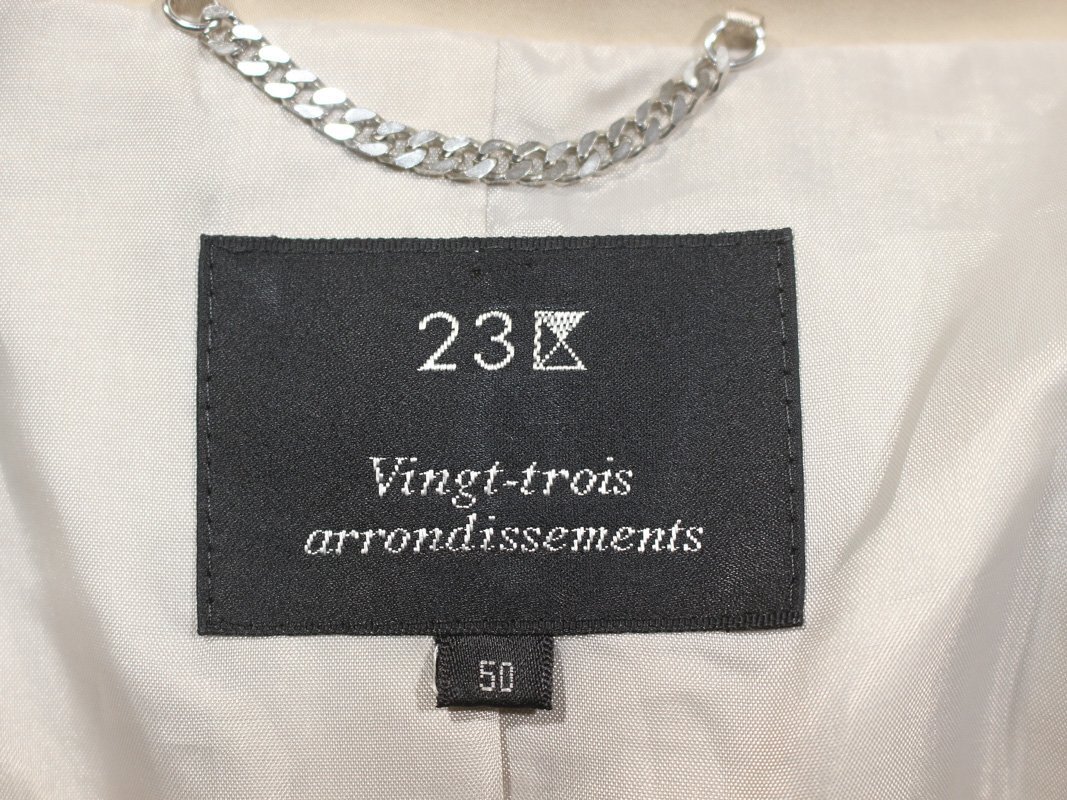 23区
Vingt-trois
arrondissements
50